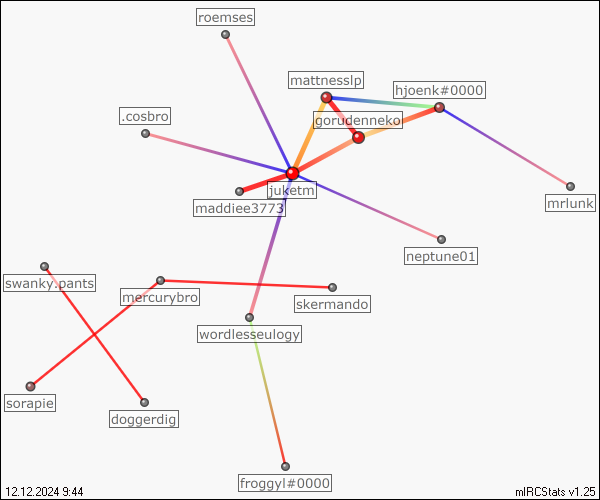 roemses
mattnesslp
hjoenk#0000
.cosbro
gorudenneko
juketm
maddiee3773
mrlunk
neptune01
swanky.pants
mercurybro
skermando
wordlesseulogy
sorapie
doggerdig
froggyl#0000
12.12.2024 9:44
mIRCStats v1.25